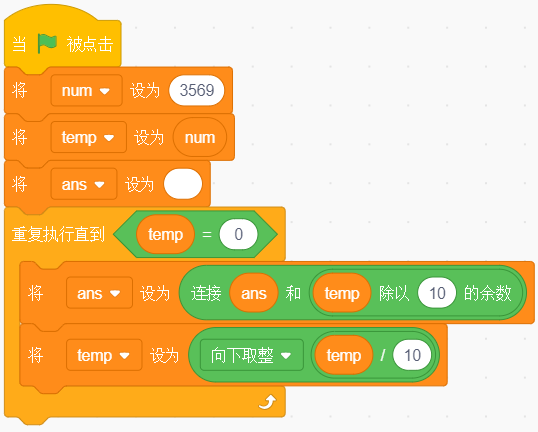 当 被点击
将 num 设为 3569
将 temp 设为 num
将 ans 设为
重复执行直到 temp = 0
将 ans 设为 连接 ans 和 temp 除以 10 的余数
将 temp 设为 向下取整 temp / 10